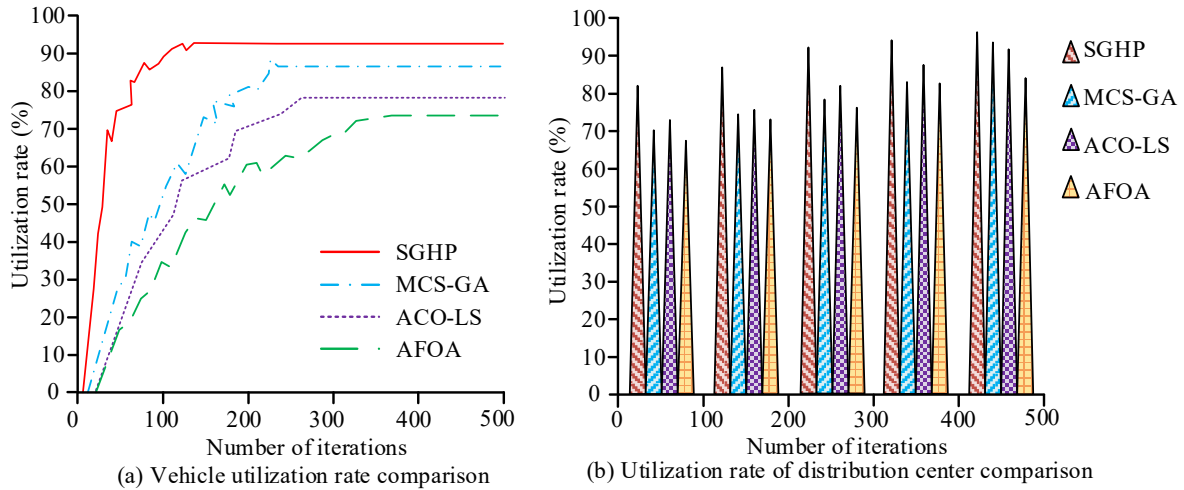 100
90
80
70
60
50
40
30
20
10
0
Utilization rate (%)
SGHP
MCS-GA
ACO-LS
AFOA
0 100 200 300 400 500
Number of iterations
(a) Vehicle utilization rate comparison
100
90
80
70
60
50
40
30
20
10
0
Utilization rate (%)
SGHP
MCS-GA
ACO-LS
AFOA
0 100 200 300 400 500
Number of iterations
(b) Utilization rate of distribution center comparison